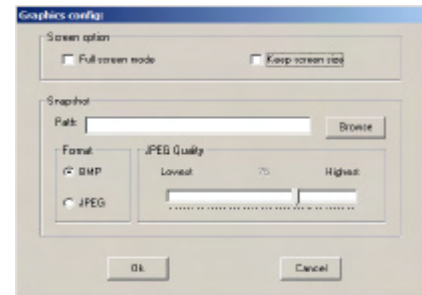 Graphics config:
Screen option
Full screen mode
Keep screen size
Snapshot
Path:
Browse
Format
JPEG Quality
BMP
Lowest
75
Highest
JPEG
Ok
Cancel